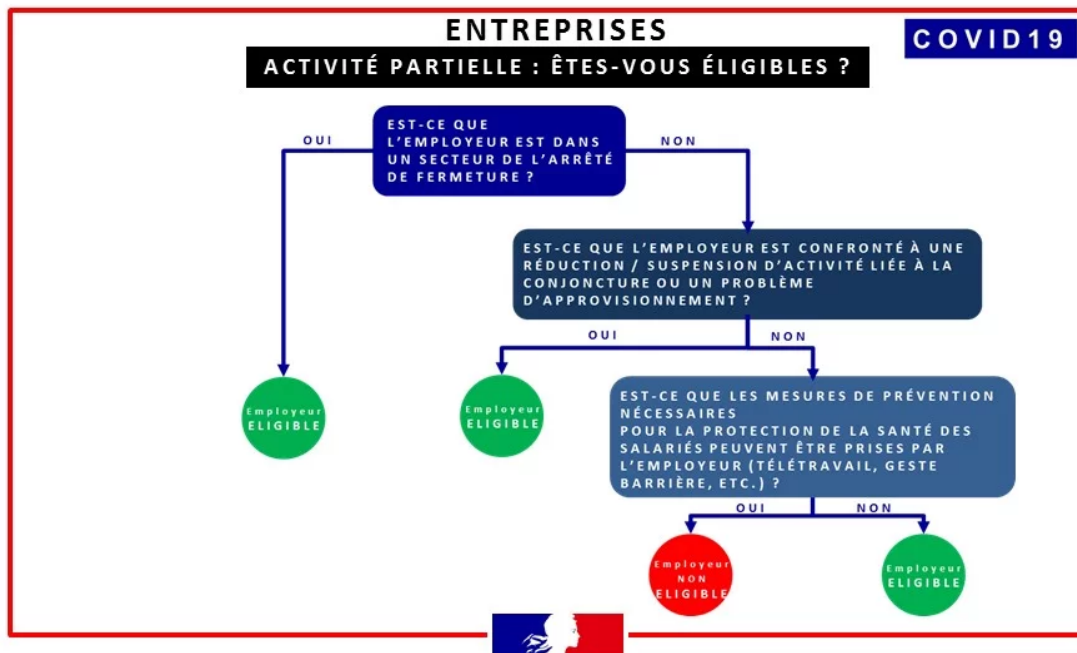 ENTREPRISES
COVID19
ACTIVITÉ PARTIELLE : ÊTES-VOUS ÉLIGIBLES ?
EST-CE QUE
L'EMPLOYEUR EST DANS
UN SECTEUR DE L'ARRÊTÉ
DE FERMETURE ?
OUI
NON
EST-CE QUE L'EMPLOYEUR EST CONFRONTÉ À UNE
RÉDUCTION / SUSPENSION D'ACTIVITÉ LIÉE À LA
CONJONCTURE OU UN PROBLÈME
D'APPROVISIONNEMENT ?
OUI
NON
Employeur
ELIGIBLE
Employeur
ELIGIBLE
EST-CE QUE LES MESURES DE PRÉVENTION
NÉCESSAIRES
POUR LA PROTECTION DE LA SANTÉ DES
SALARIÉS PEUVENT ÊTRE PRISES PAR
L'EMPLOYEUR (TÉLÉTRAVAIL, GESTE
BARRIÈRE, ETC.) ?
OUI
NON
Employeur
NON
ELIGIBLE
Employeur
ELIGIBLE